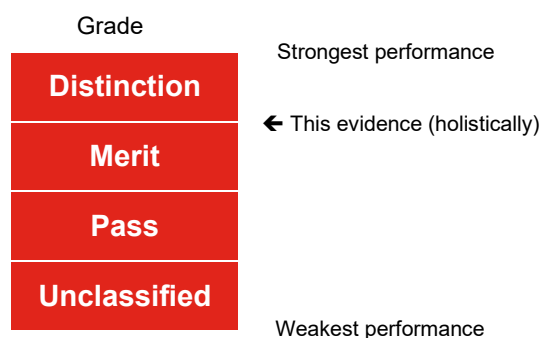 Grade
Strongest performance
Distinction
🡸 This evidence (holistically)
Merit
Pass
Unclassified
Weakest performance